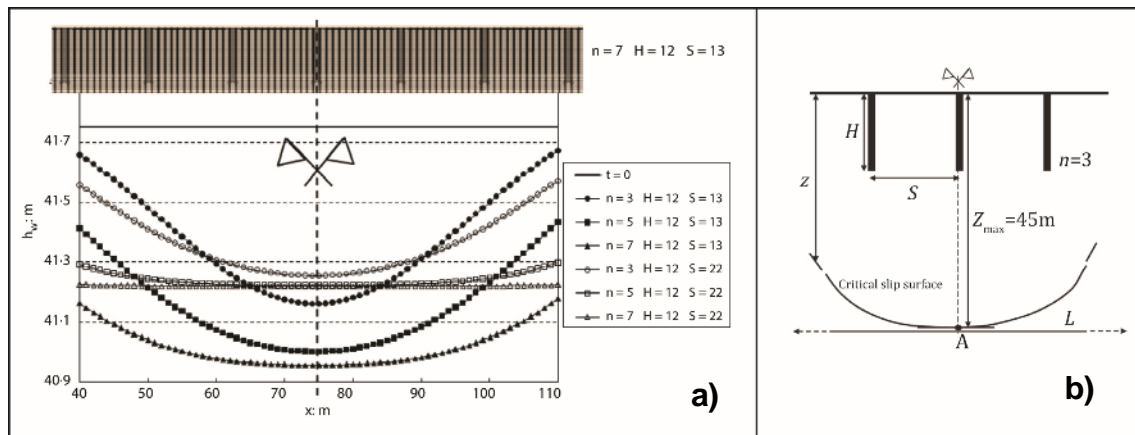 n = 7 H = 12 S = 13
41·7
41·5
41·3
41·1
40·9
h_w: m
40 50 60 70 80 90 100 110
x: m
t = 0
n = 3 H = 12 S = 13
n = 5 H = 12 S = 13
n = 7 H = 12 S = 13
n = 3 H = 12 S = 22
n = 5 H = 12 S = 22
n = 7 H = 12 S = 22
a)
H
n=3
S
z
Z_max=45m
Critical slip surface
L
A
b)